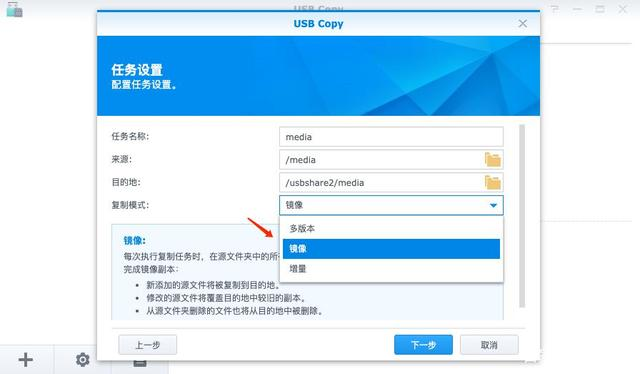 USB Copy
USB Copy
任务设置
配置任务设置。
任务名称:
media
来源:
/media
目的地:
/usbshare2/media
复制模式:
镜像
多版本
镜像
增量
镜像:
每次执行复制任务时，在源文件夹中的所
完成镜像副本：
新添加的源文件将被复制到目的地。
修改的源文件将覆盖目的地中较旧的副本。
从源文件夹删除的文件也将从目的地中被删除。
上一步
下一步
取消